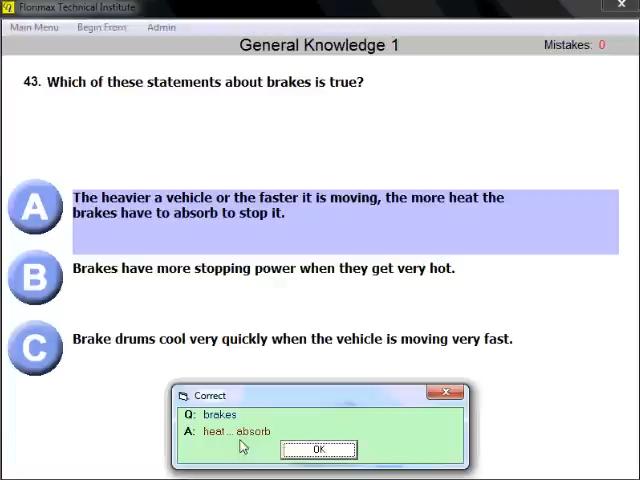 Florimax Technical Institute
Main Menu Begin From Admin
General Knowledge 1 Mistakes: 0
43. Which of these statements about brakes is true?
A The heavier a vehicle or the faster it is moving, the more heat the
brakes have to absorb to stop it.
B Brakes have more stopping power when they get very hot.
C Brake drums cool very quickly when the vehicle is moving very fast.
Correct
Q: brakes
A: heat... absorb
OK